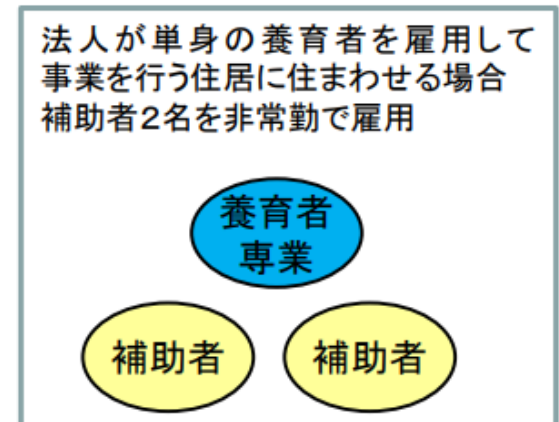 法人が単身の養育者を雇用して
事業を行う住居に住まわせる場合
補助者2名を非常勤で雇用
養育者
専業
補助者
補助者